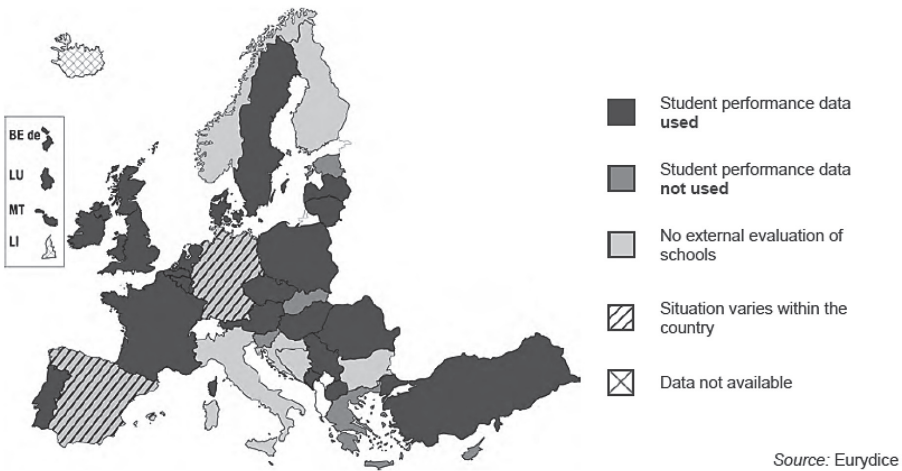 BE de
LU
MT
LI
Student performance data
used
Student performance data
not used
No external evaluation of
schools
Situation varies within the
country
Data not available
Source: Eurydice